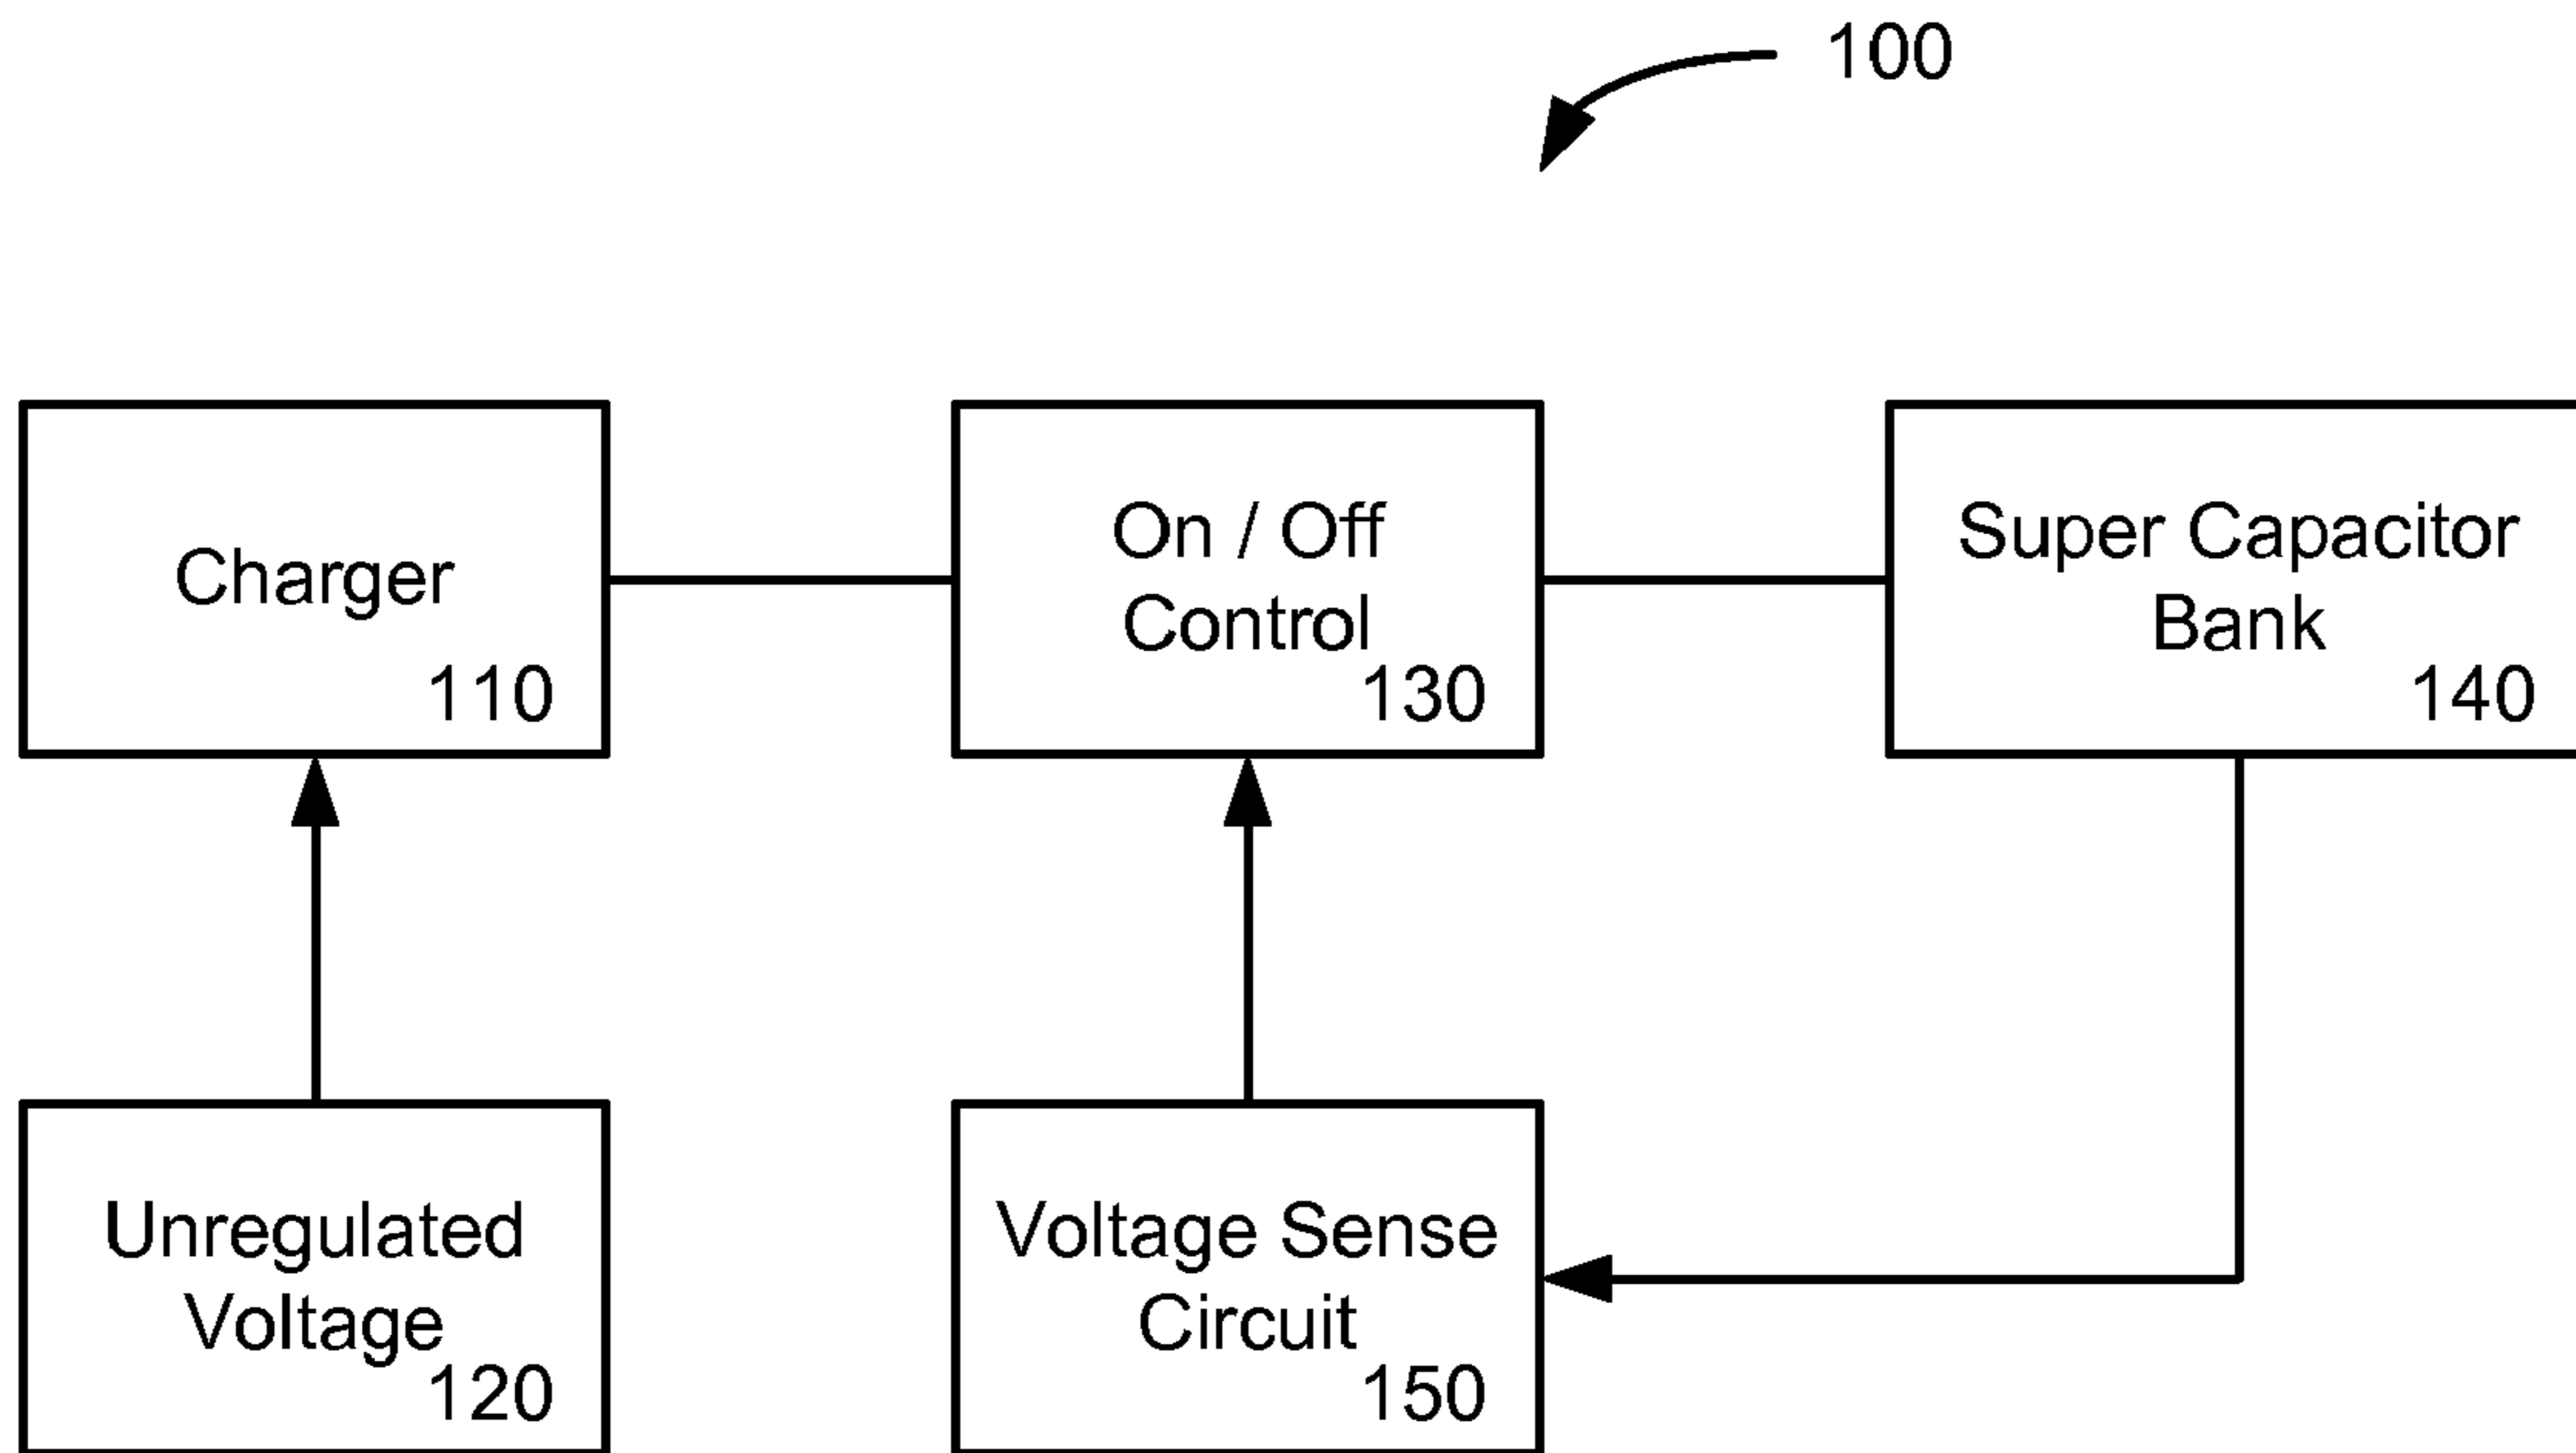 100
Charger
110
On / Off
Control
130
Super Capacitor
Bank
140
Unregulated
Voltage
120
Voltage Sense
Circuit
150